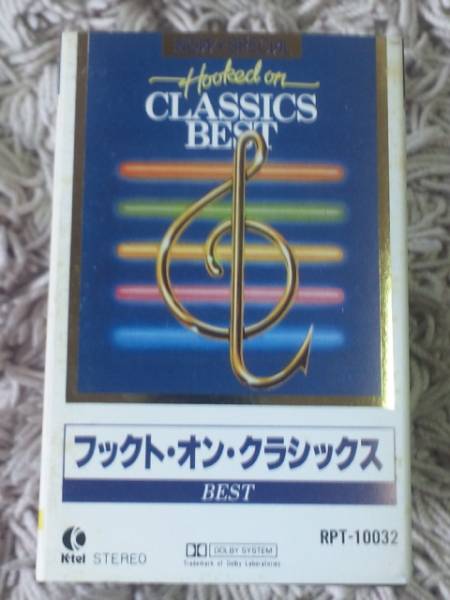 Hooked on
CLASSICS
BEST
フックト・オン・クラシックス
BEST
K-tel STEREO
DOLBY SYSTEM
Trademark of Dolby Laboratories
RPT-10032